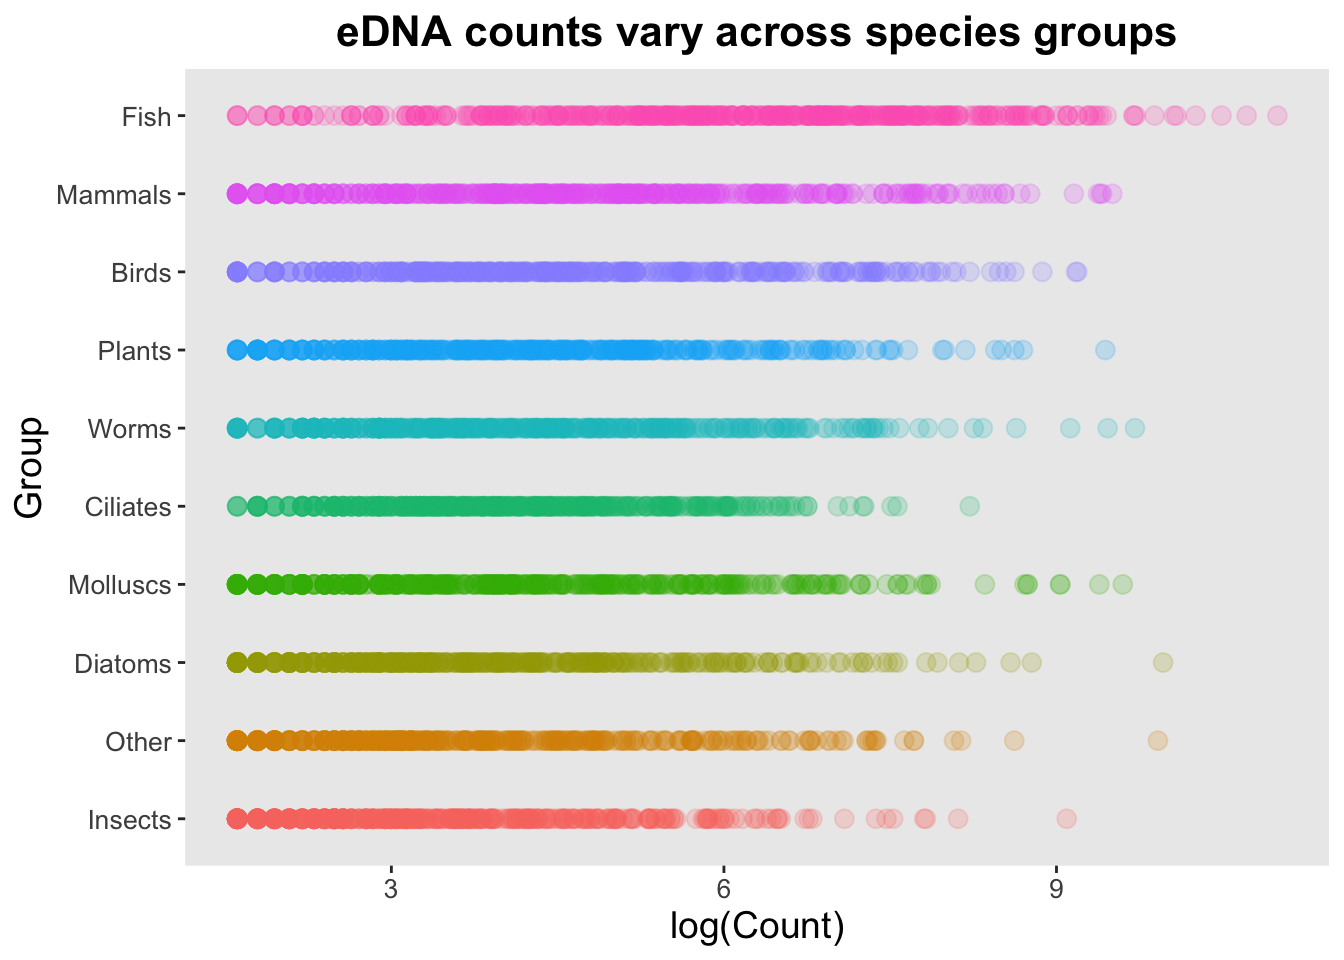 eDNA counts vary across species groups
Fish
Mammals
Birds
Plants
Worms
Ciliates
Molluscs
Diatoms
Other
Insects
Group
3 6 9
log(Count)